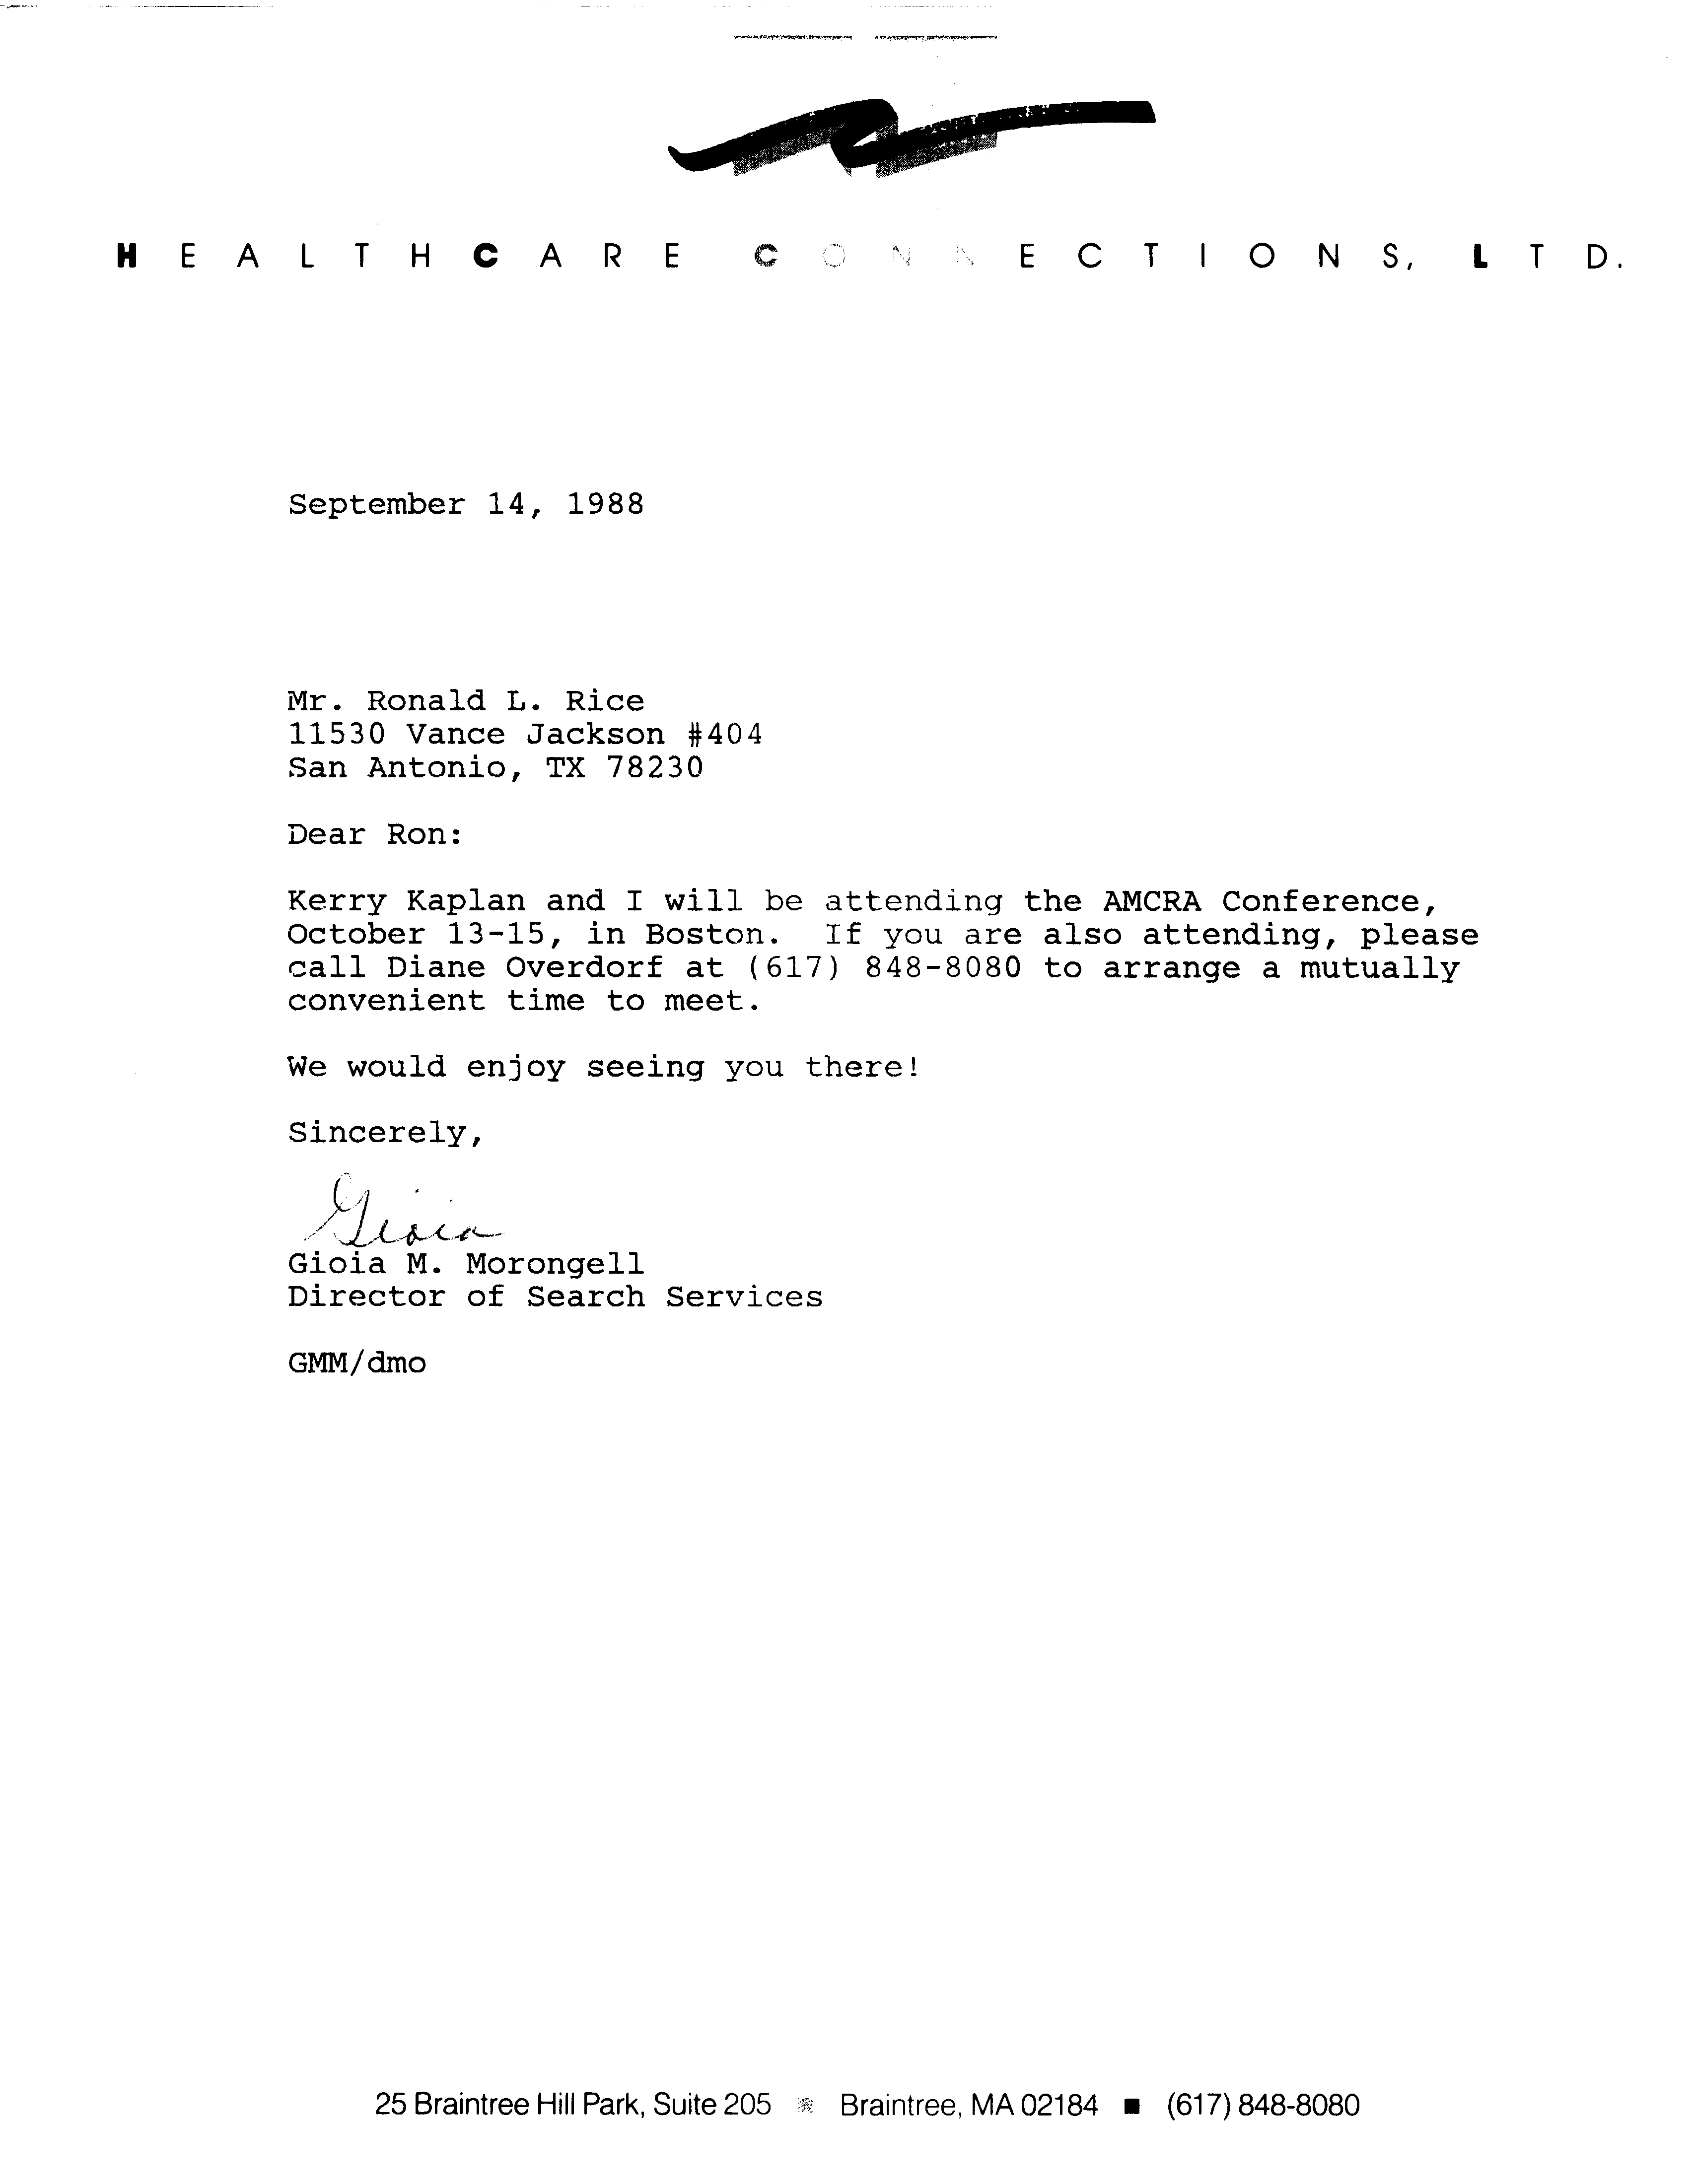 HEALTHCARE CONNECTIONS, LTD.
September 14, 1988
Mr. Ronald L. Rice
11530 Vance Jackson #404
San Antonio, TX 78230
Dear Ron:
Kerry Kaplan and I will be attending the AMCRA Conference,
October 13-15, in Boston. If you are also attending, please
call Diane Overdorf at (617) 848-8080 to arrange a mutually
convenient time to meet.
We would enjoy seeing you there!
Sincerely,
Gioia
Gioia M. Morongell
Director of Search Services
GMM/dmo
25 Braintree Hill Park, Suite 205 ■ Braintree, MA 02184 ■ (617) 848-8080